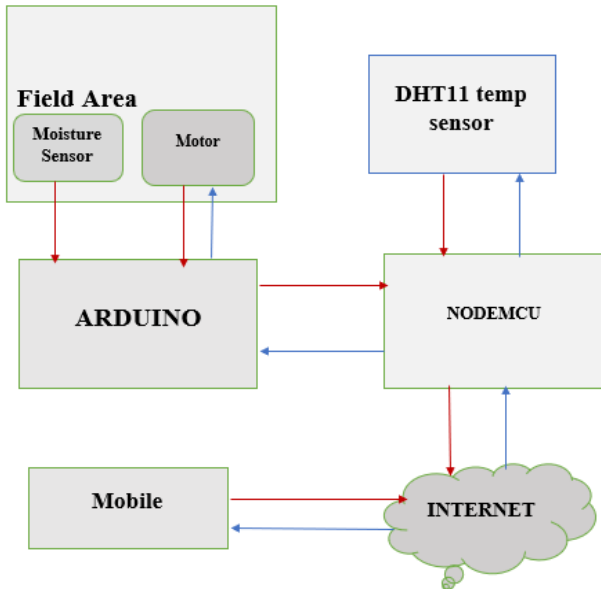 Field Area
Moisture
Sensor
Motor
DHT11 temp
sensor
ARDUINO
NODEMCU
Mobile
INTERNET